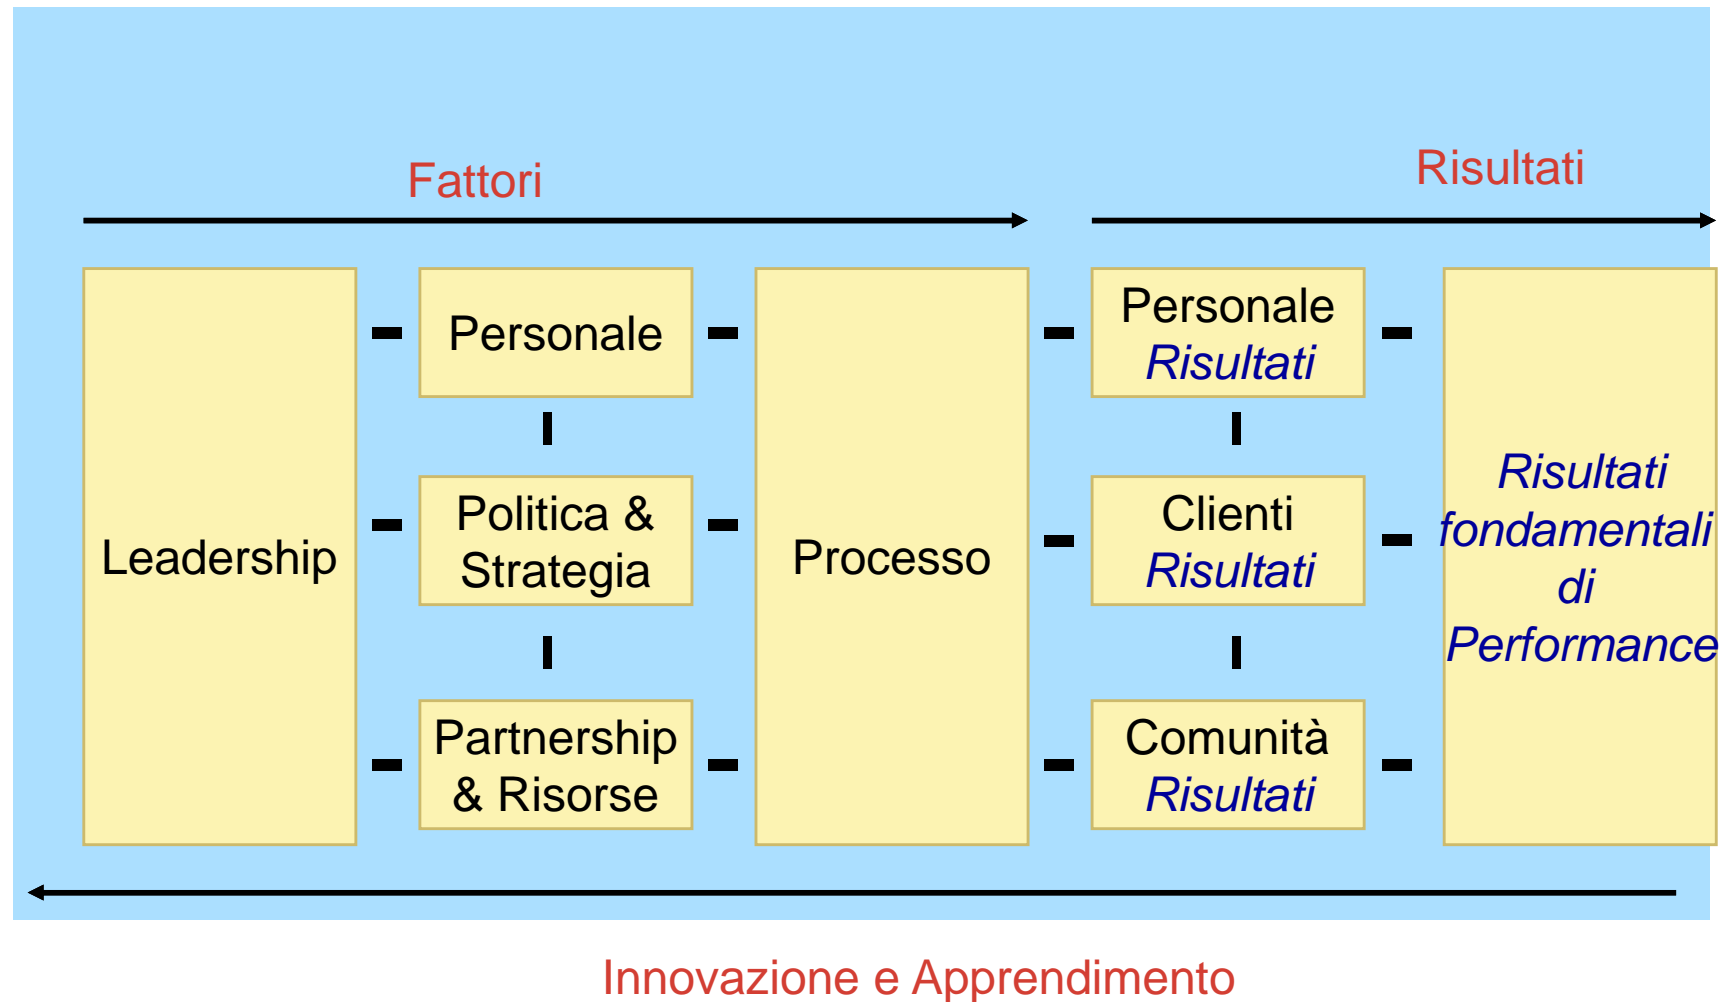 Fattori
Risultati
Leadership
Personale
Politica &
Strategia
Partnership
& Risorse
Processo
Personale
Risultati
Clienti
Risultati
Comunità
Risultati
Risultati
fondamentali
di
Performance
Innovazione e Apprendimento